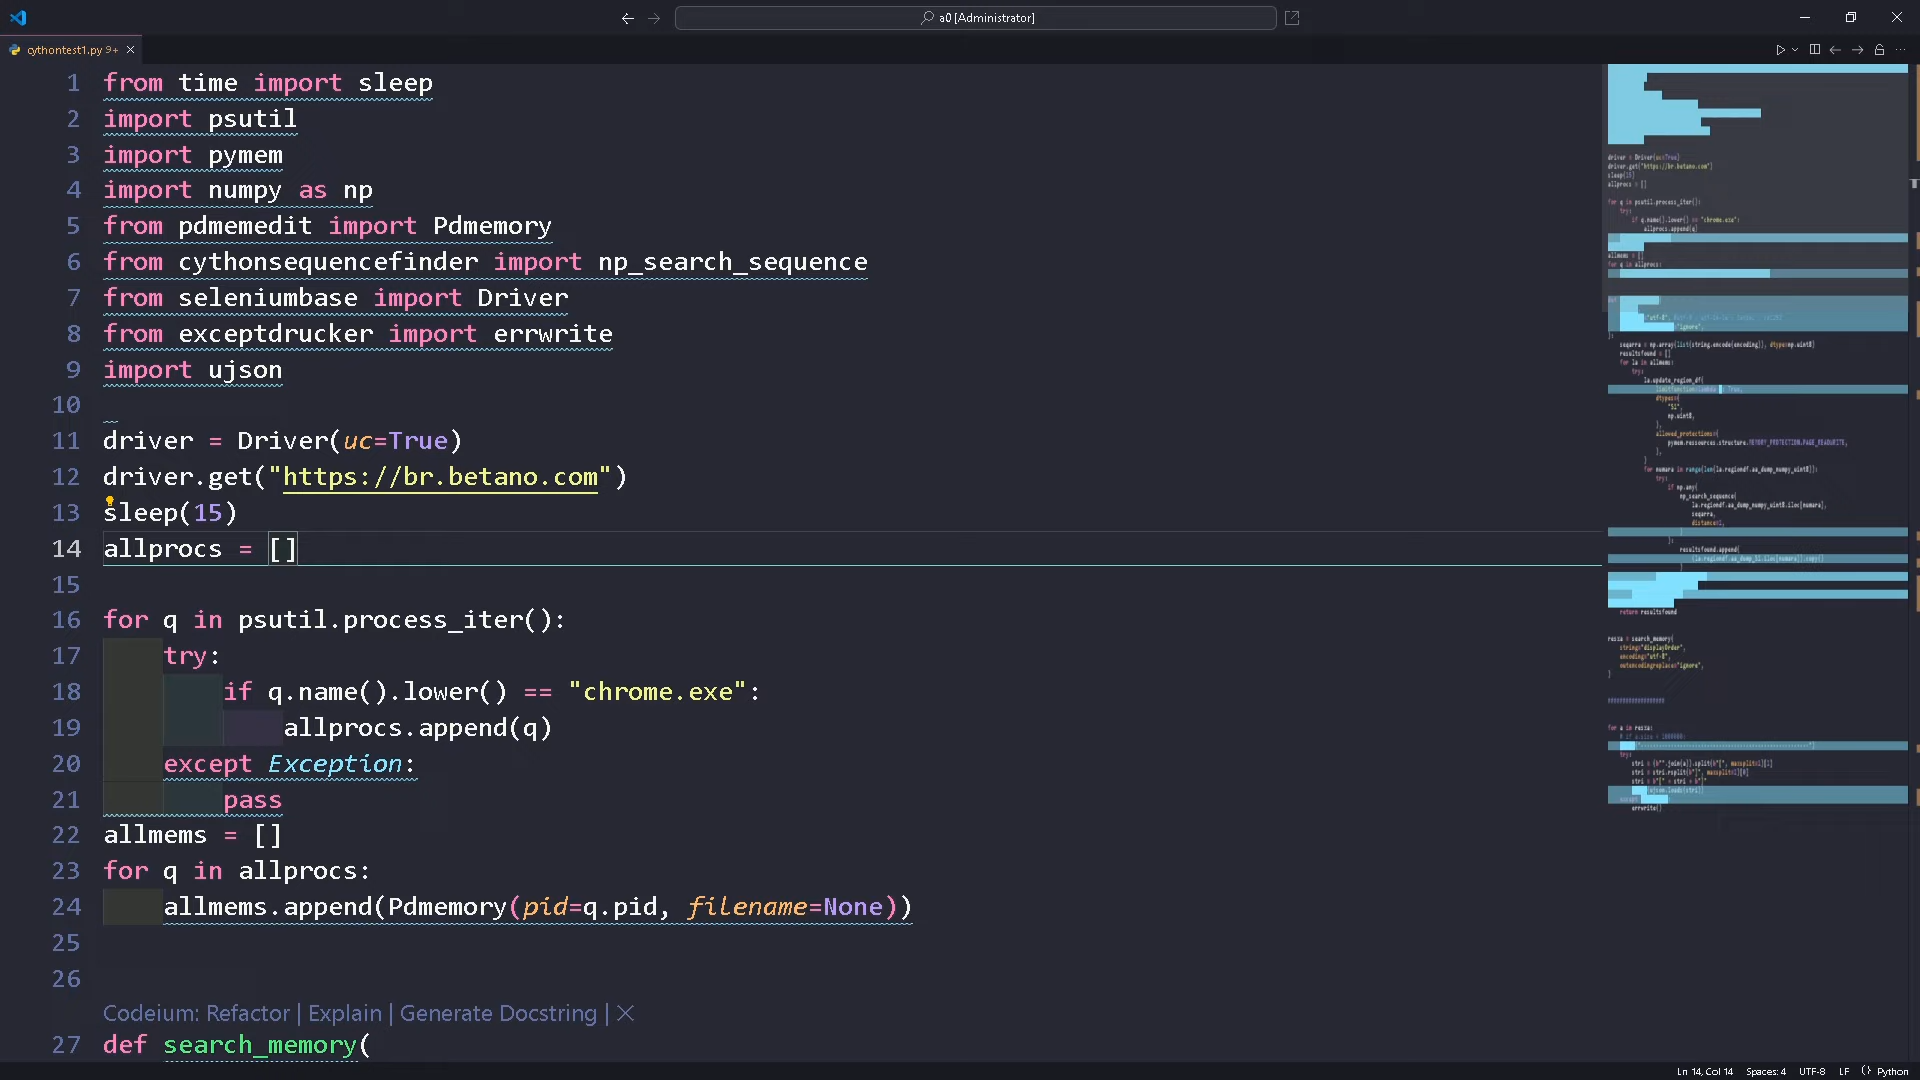 a0 [Administrator]
cythontest1.py 9+
1 from time import sleep
2 import psutil
3 import pymem
4 import numpy as np
5 from pdmemedit import Pdmemory
6 from cythonsequencefinder import np_search_sequence
7 from seleniumbase import Driver
8 from exceptdrucker import errwrite
9 import ujson
10
11 driver = Driver(uc=True)
12 driver.get("https://br.betano.com")
13 sleep(15)
14 allprocs = []
15
16 for q in psutil.process_iter():
17 try:
18 if q.name().lower() == "chrome.exe":
19 allprocs.append(q)
20 except Exception:
21 pass
22 allmems = []
23 for q in allprocs:
24 allmems.append(Pdmemory(pid=q.pid, filename=None))
25
26
Codeium: Refactor | Explain | Generate Docstring | ×
27 def search_memory(
Ln 14, Col 14 Spaces: 4 UTF-8 LF Python